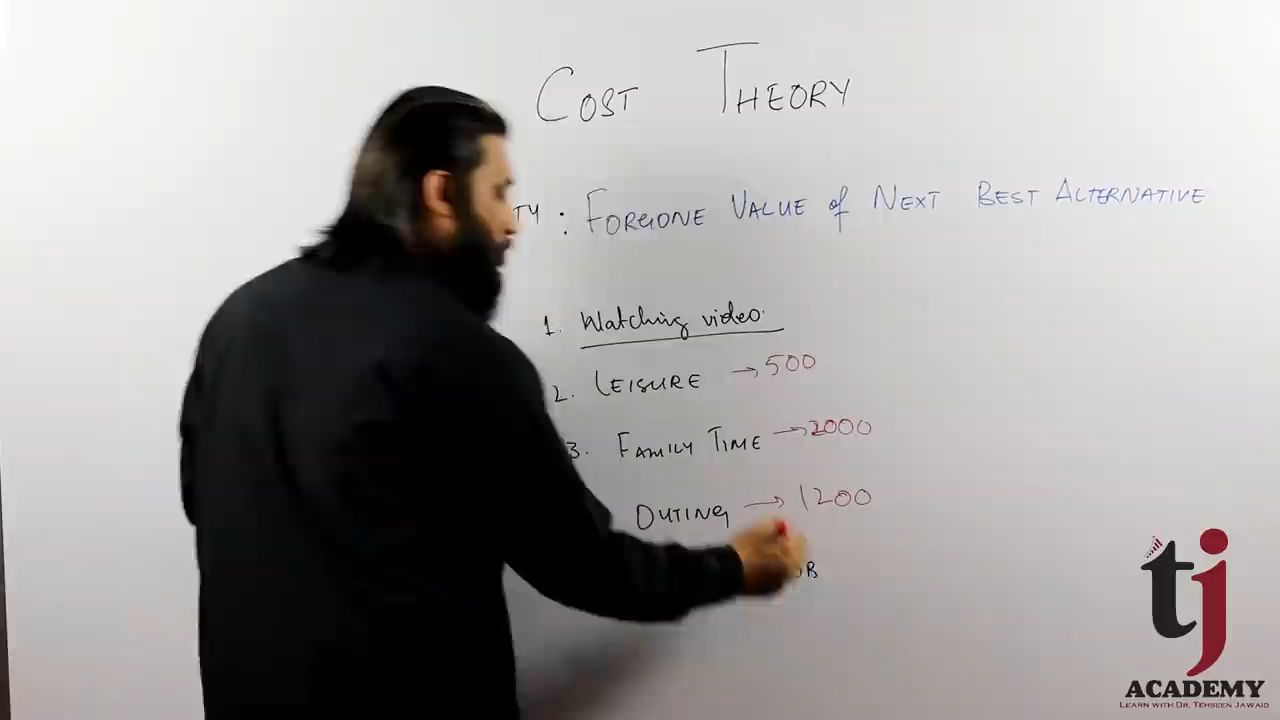 COST THEORY
TY : FORGONE VALUE of NEXT BEST ALTERNATIVE
1. Watching video.
2. LEISURE → 500
3. FAMILY TIME → 2000
OUTING → 1200
tj
ACADEMY
LEARN WITH DR. TEHSEEN JAWAID